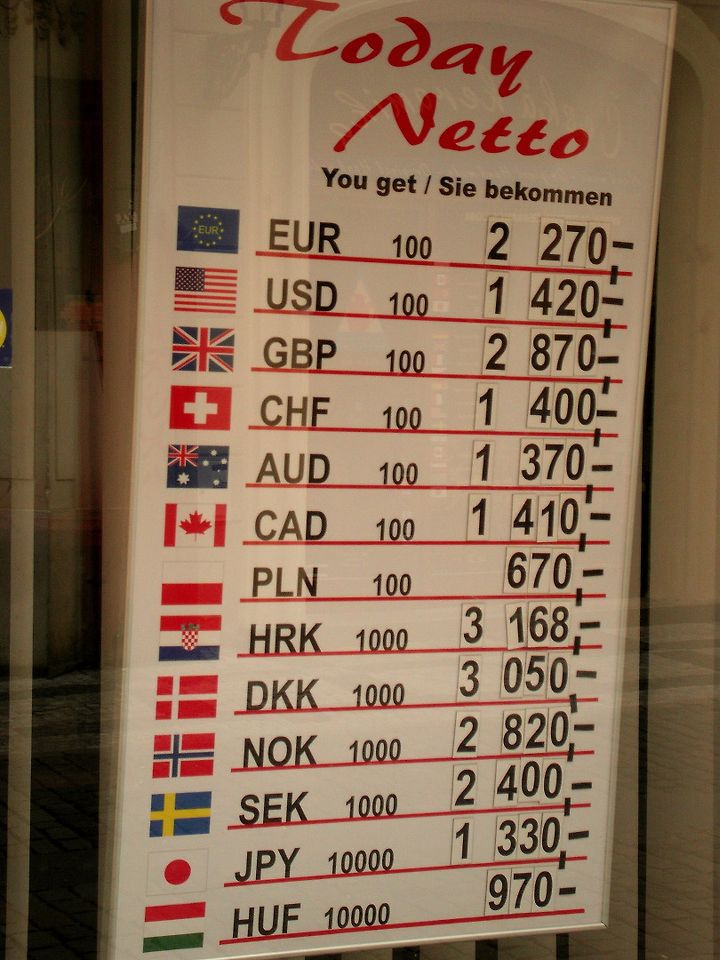 Today
Netto
You get / Sie bekommen
EUR EUR 100 2 270,-
USD 100 1 420,-
GBP 100 2 870,-
CHF 100 1 400,-
AUD 100 1 370,-
CAD 100 1 410,-
PLN 100 670,-
HRK 1000 3 168,-
DKK 1000 3 050,-
NOK 1000 2 820,-
SEK 1000 2 400,-
JPY 10000 1 330,-
HUF 10000 970-